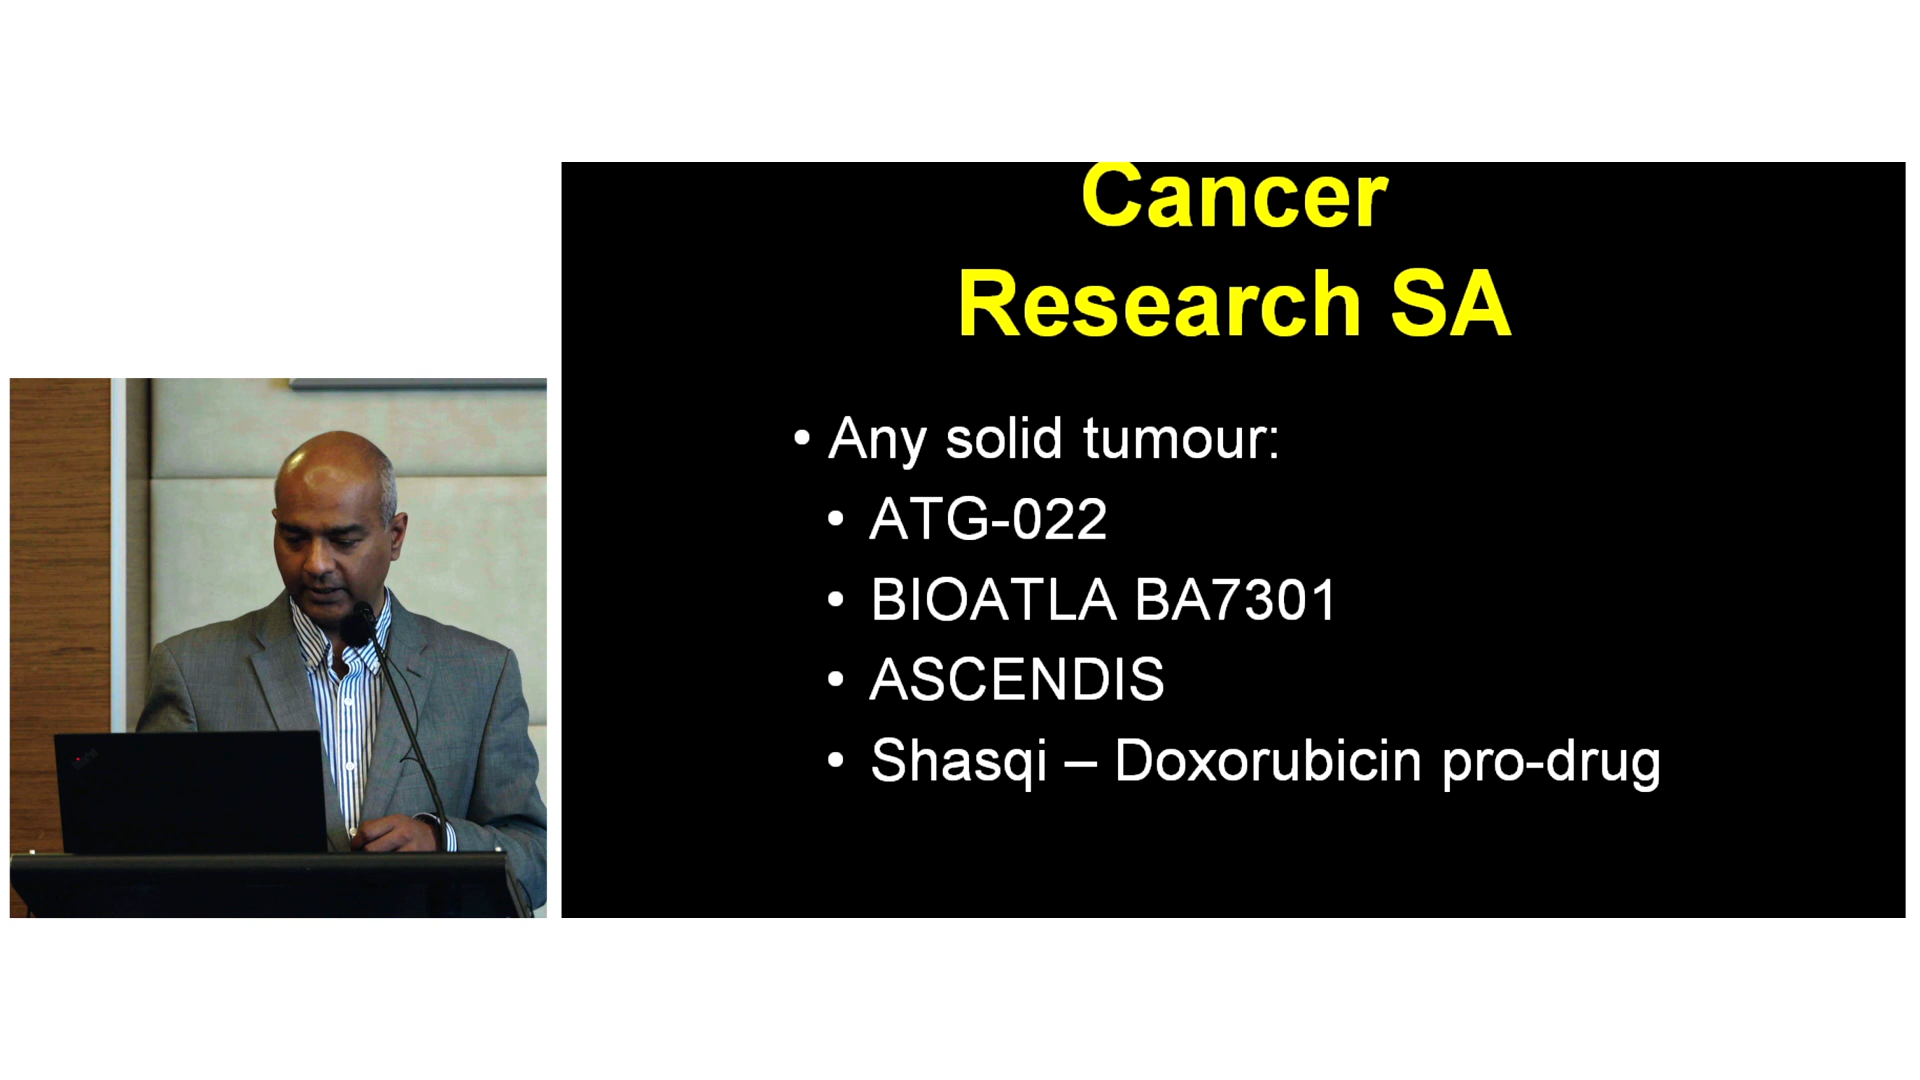 Cancer
Research SA
• Any solid tumour:
• ATG-022
• BIOATLA BA7301
• ASCENDIS
• Shasqi – Doxorubicin pro-drug